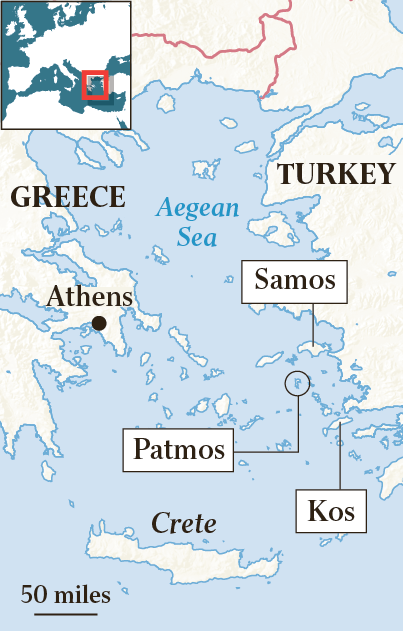 TURKEY
GREECE
Aegean
Sea
Samos
Athens
Patmos
Kos
Crete
50 miles